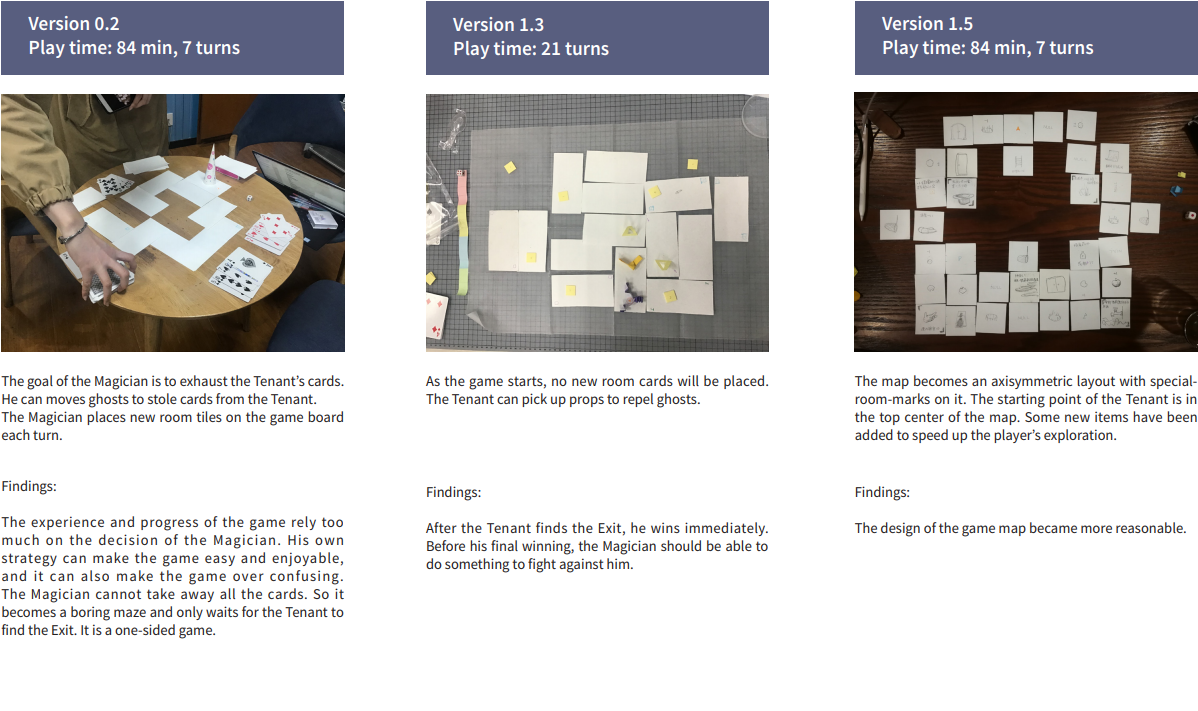 Version 0.2
Play time: 84 min, 7 turns
The goal of the Magician is to exhaust the Tenant's cards.
He can moves ghosts to stole cards from the Tenant.
The Magician places new room tiles on the game board
each turn.
Findings:
The experience and progress of the game rely too
much on the decision of the Magician. His own
strategy can make the game easy and enjoyable,
and it can also make the game over confusing.
The Magician cannot take away all the cards. So it
becomes a boring maze and only waits for the Tenant to
find the Exit. It is a one-sided game.
Version 1.3
Play time: 21 turns
As the game starts, no new room cards will be placed.
The Tenant can pick up props to repel ghosts.
Findings:
After the Tenant finds the Exit, he wins immediately.
Before his final winning, the Magician should be able to
do something to fight against him.
Version 1.5
Play time: 84 min, 7 turns
The map becomes an axisymmetric layout with special-
room-marks on it. The starting point of the Tenant is in
the top center of the map. Some new items have been
added to speed up the player's exploration.
Findings:
The design of the game map became more reasonable.